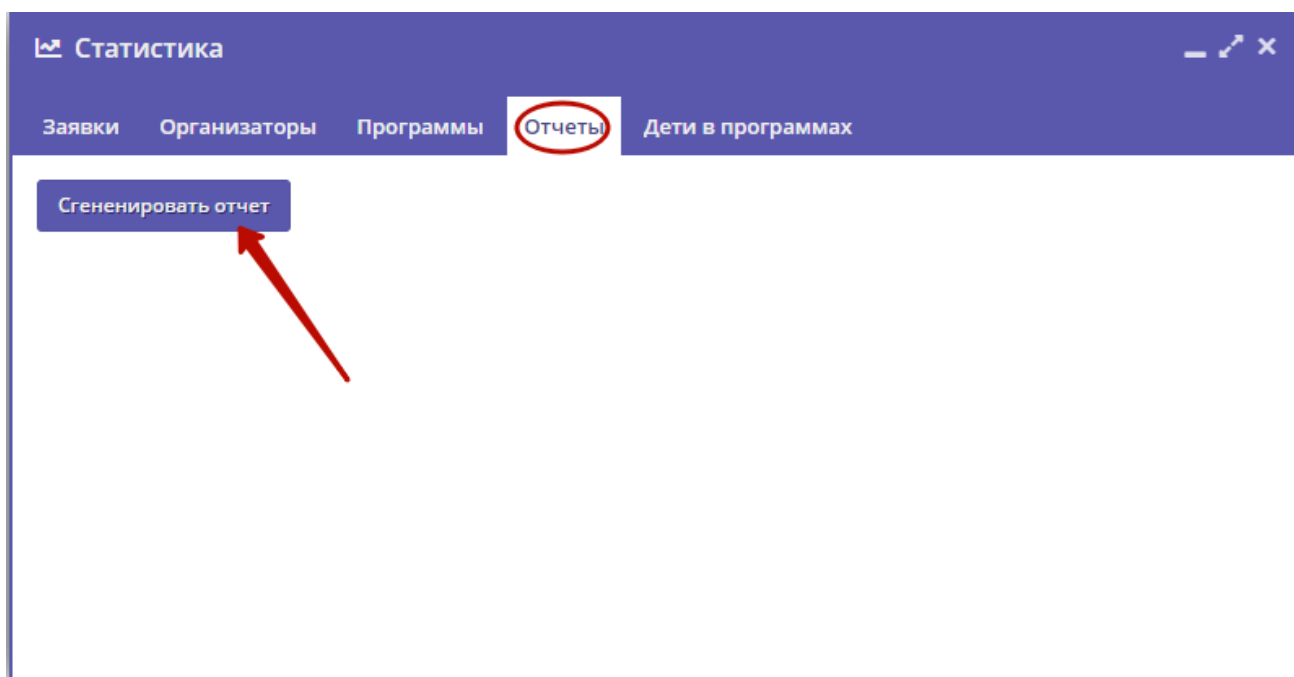 Статистика
Заявки Организаторы Программы Отчеты Дети в программах
Сгененировать отчет